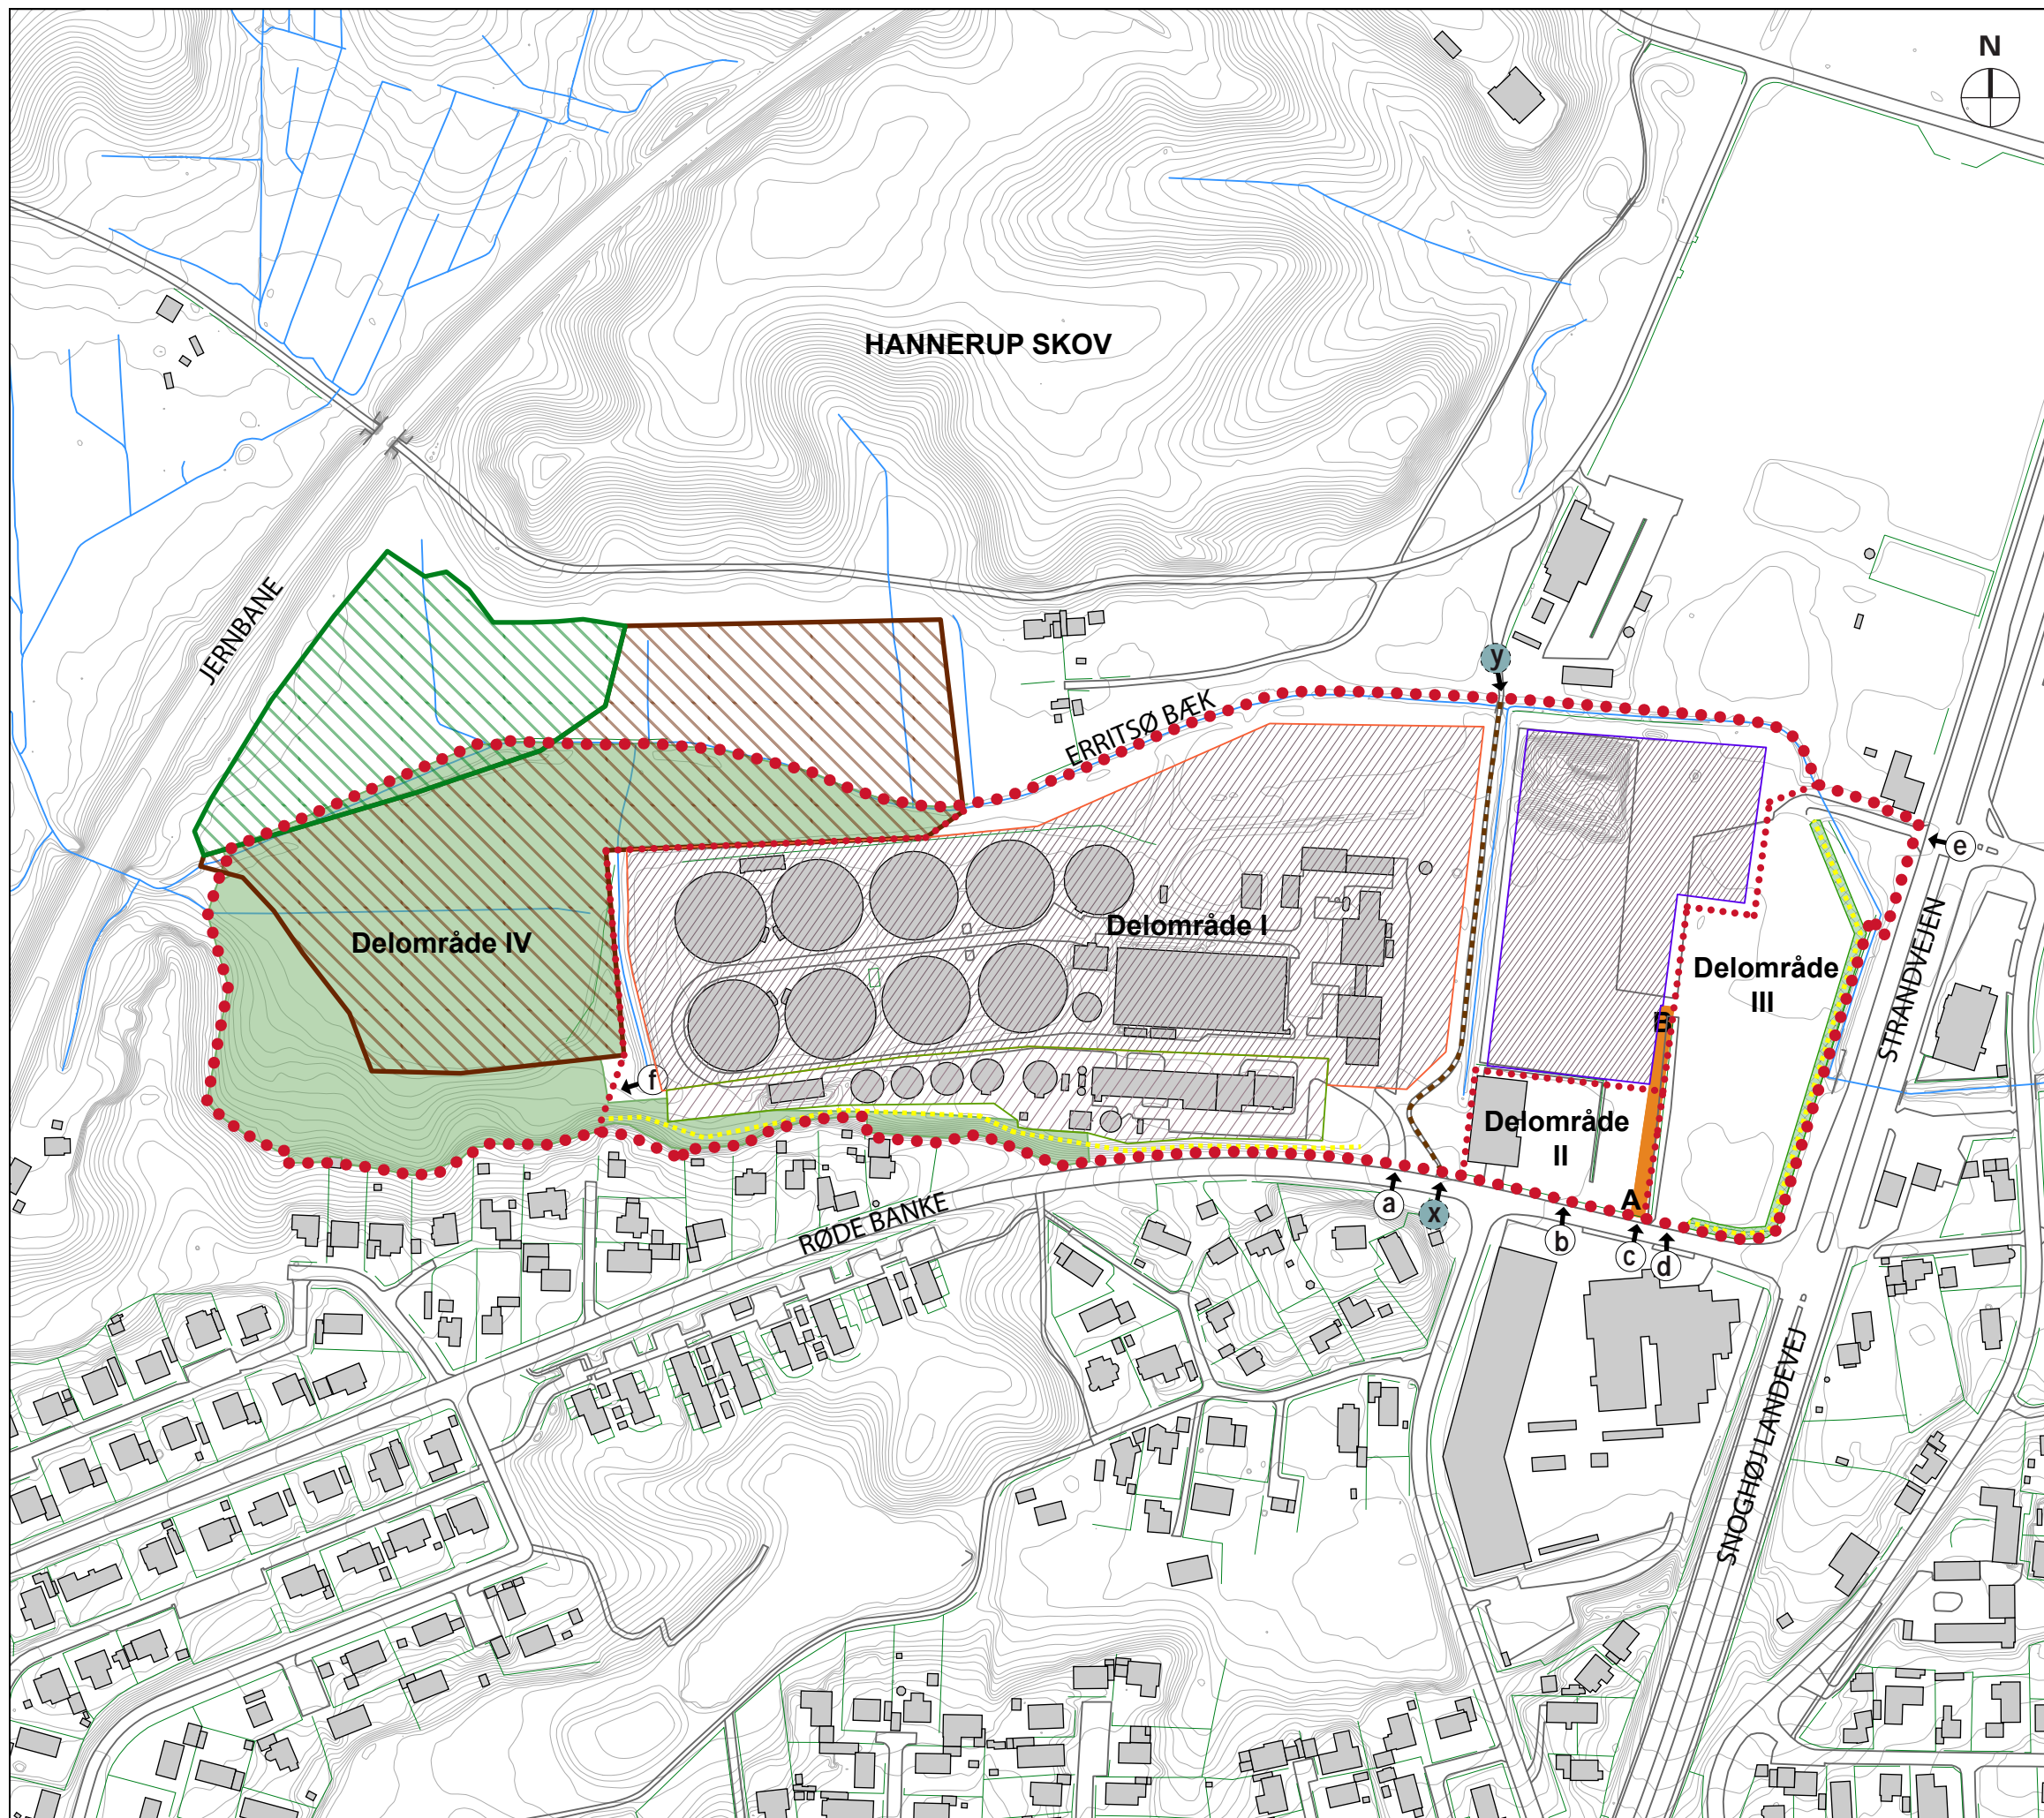 N
HANNERUP SKOV
JERNBANE
y
ERRITSØ BÆK
e
Delområde I
Delområde IV
STRANDVEJEN
Delområde
III
B
f
Delområde
II
A
a
x
RØDE BANKE
b
c
d
SNOGHØJ LANDEVEJ